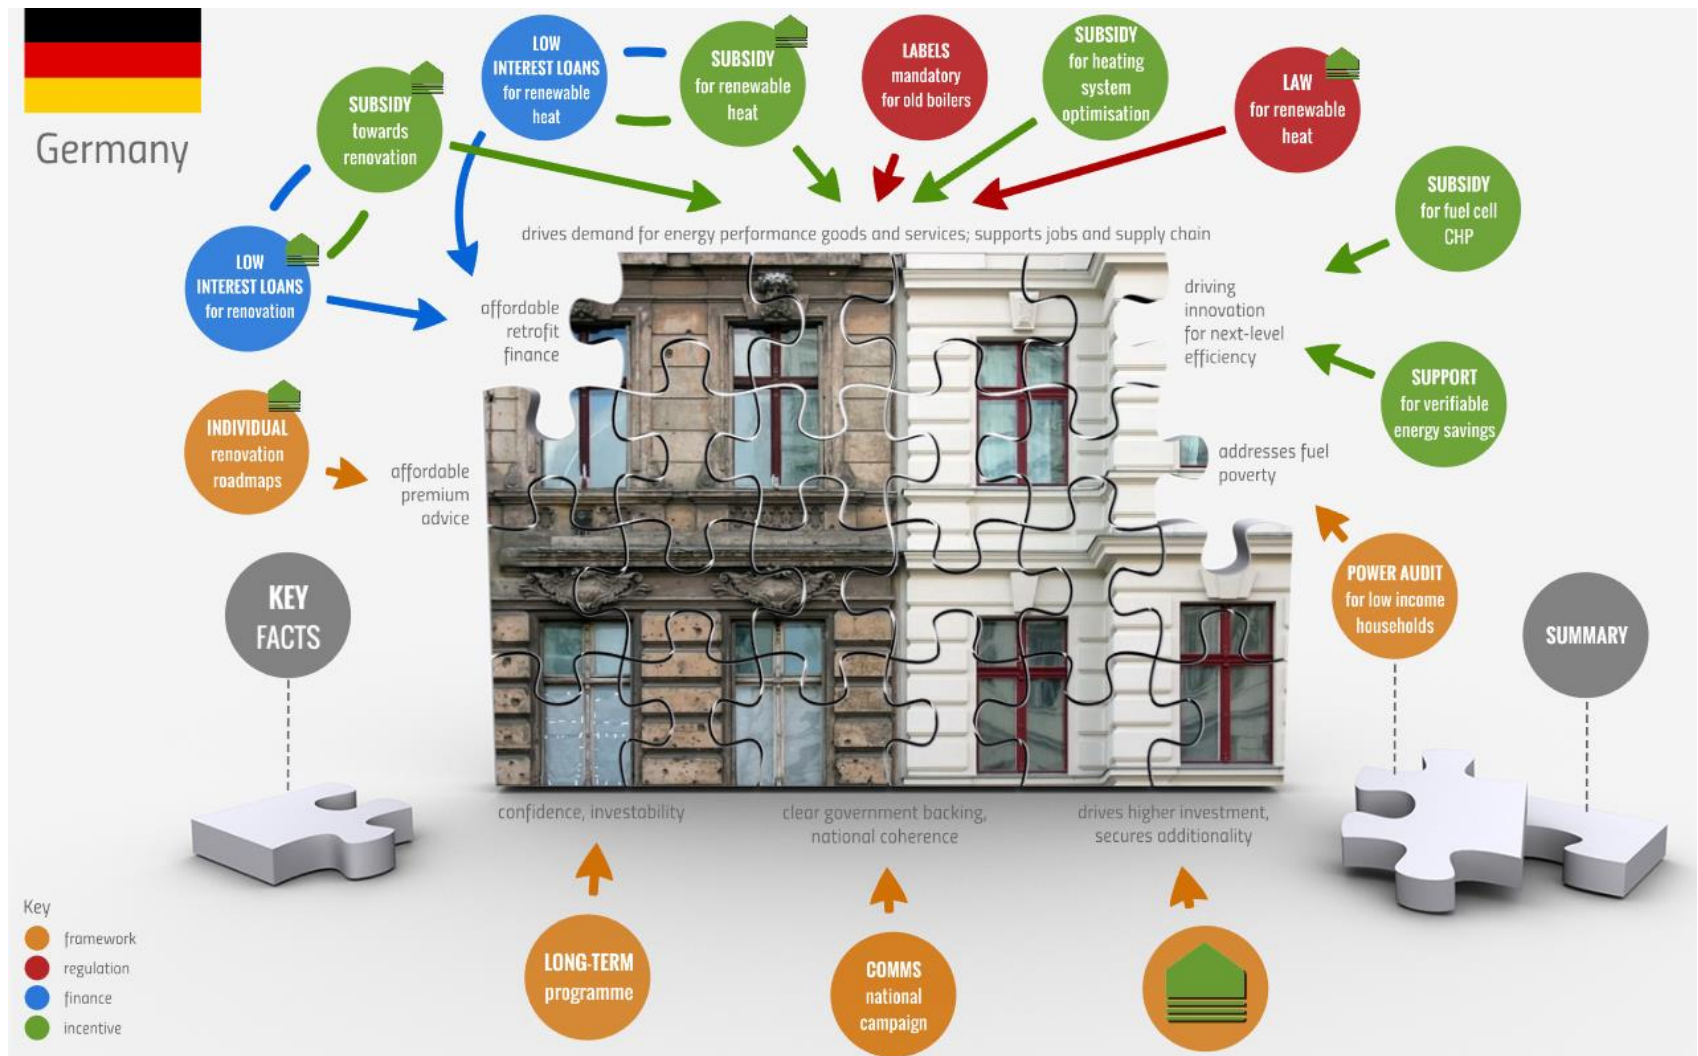 Germany
SUBSIDY
towards
renovation
LOW
INTEREST LOANS
for renewable
heat
SUBSIDY
for renewable
heat
LABELS
mandatory
for old boilers
SUBSIDY
for heating
system
optimisation
LAW
for renewable
heat
SUBSIDY
for fuel cell
CHP
drives demand for energy performance goods and services; supports jobs and supply chain
LOW
INTEREST LOANS
for renovation
affordable
retrofit
finance
driving
innovation
for next-level
efficiency
SUPPORT
for verifiable
energy savings
INDIVIDUAL
renovation
roadmaps
affordable
premium
advice
addresses fuel
poverty
KEY
FACTS
POWER AUDIT
for low income
households
SUMMARY
confidence, investability
clear government backing,
national coherence
drives higher investment,
secures additionality
LONG-TERM
programme
COMMS
national
campaign
Key
framework
regulation
finance
incentive